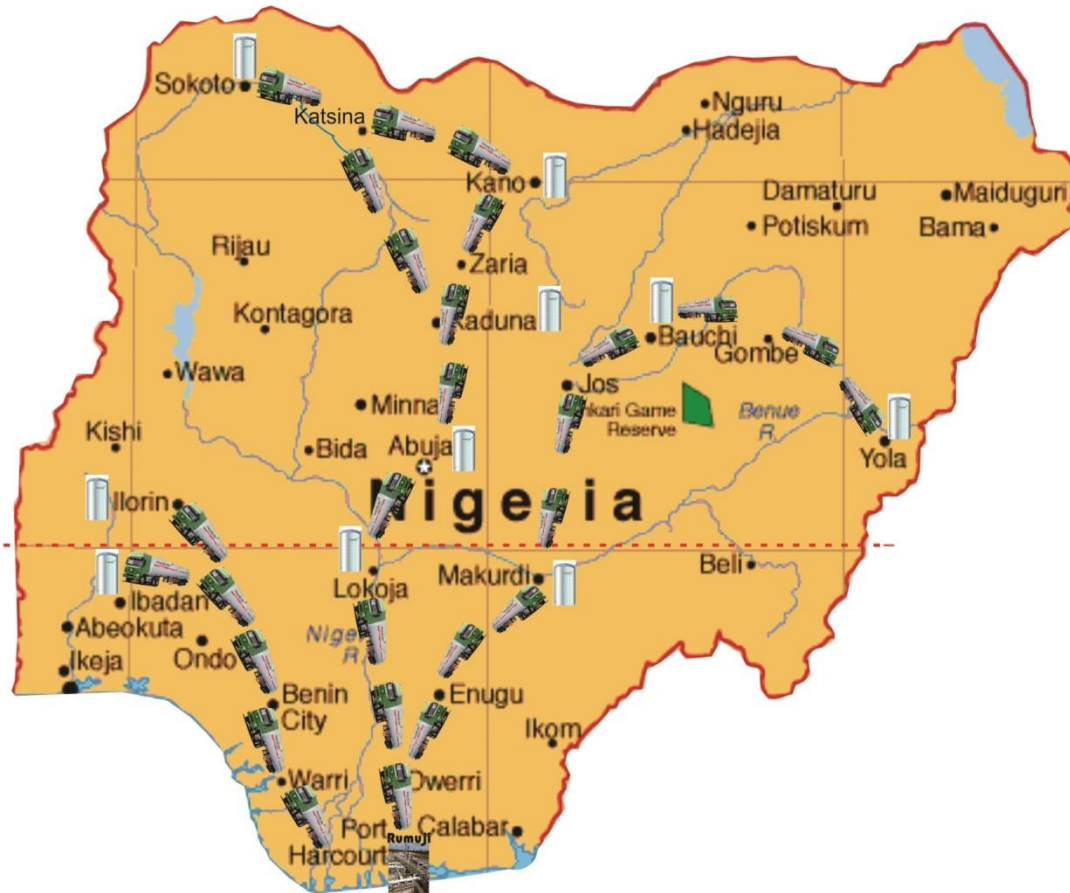 Sokoto
Katsina
Nguru
Hadejia
Kano
Damaturu
Maiduguri
Potiskum
Bama
Rijau
Zaria
Kontagora
Kaduna
Bauchi
Gombe
Wawa
Jos
Minna
nkari Game
Reserve
Benue
R.
Kishi
Bida
Abuja
Yola
Ilorin
Nigeria
Lokoja
Makurdi
Beli
Ibadan
Abeokuta
Ondo
Niger
R.
Ikeja
Benin
City
Enugu
Ikom
Warri
Owerri
Port
Harcourt
Calabar
Rumuji